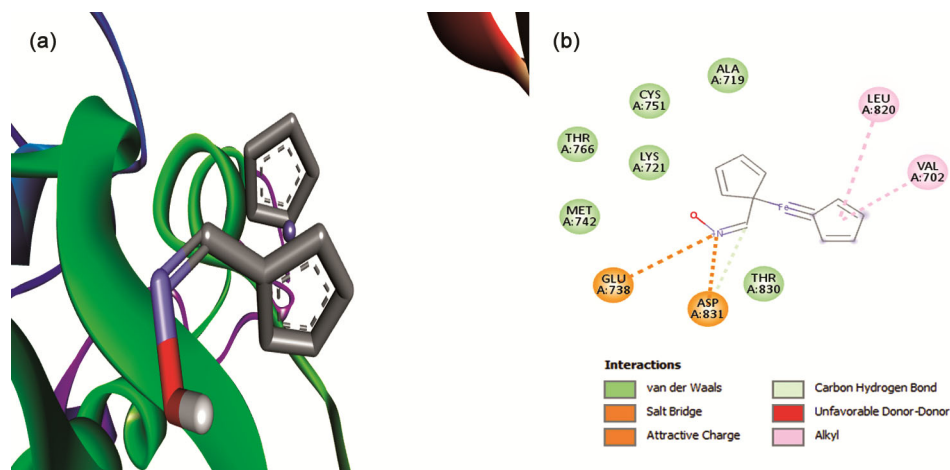 (a)
(b)
ALA
A:719
CYS
A:751
LEU
A:820
THR
A:766
LYS
A:721
VAL
A:702
MET
A:742
Fe
O
N
GLU
A:738
ASP
A:831
THR
A:830
Interactions
van der Waals
Salt Bridge
Attractive Charge
Carbon Hydrogen Bond
Unfavorable Donor-Donor
Alkyl